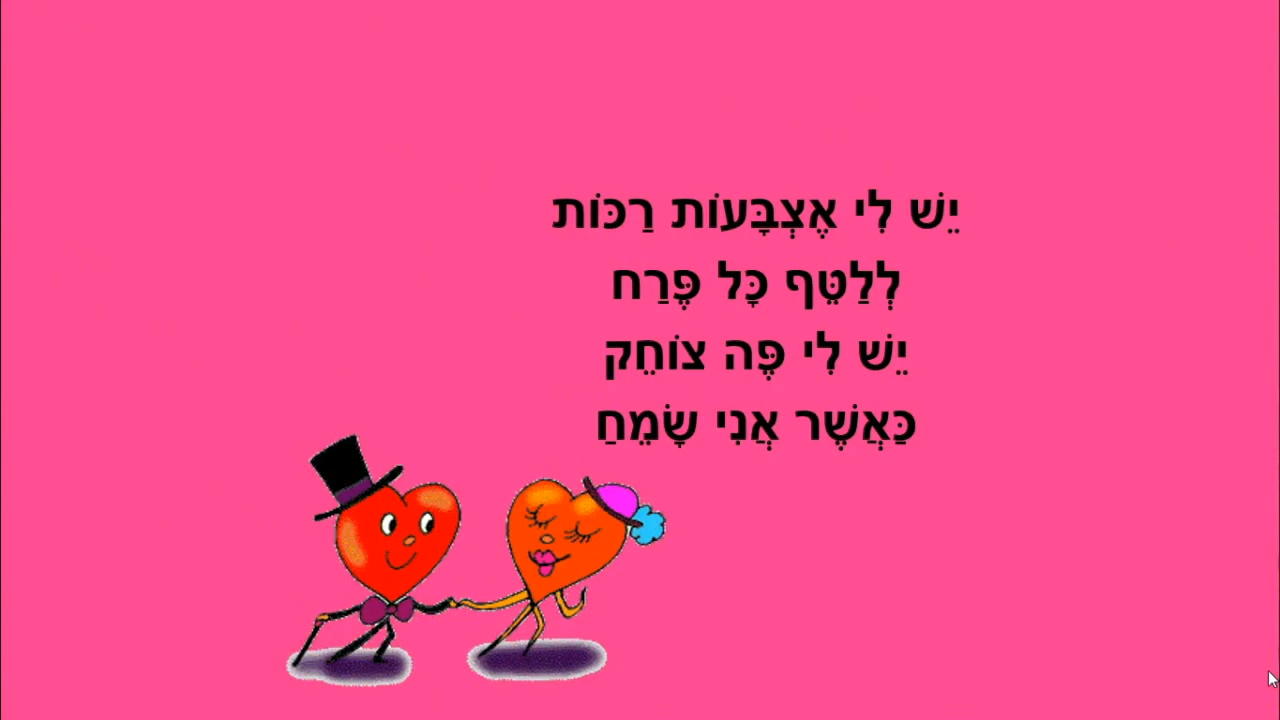 יֵשׁ לִי אֶצְבָּעוֹת רַכּוֹת
לְלַטֵּף כָּל פֶּרַח
יֵשׁ לִי פֶּה צוֹחֵק
כַּאֲשֶׁר אֲנִי שָׂמֵחַ